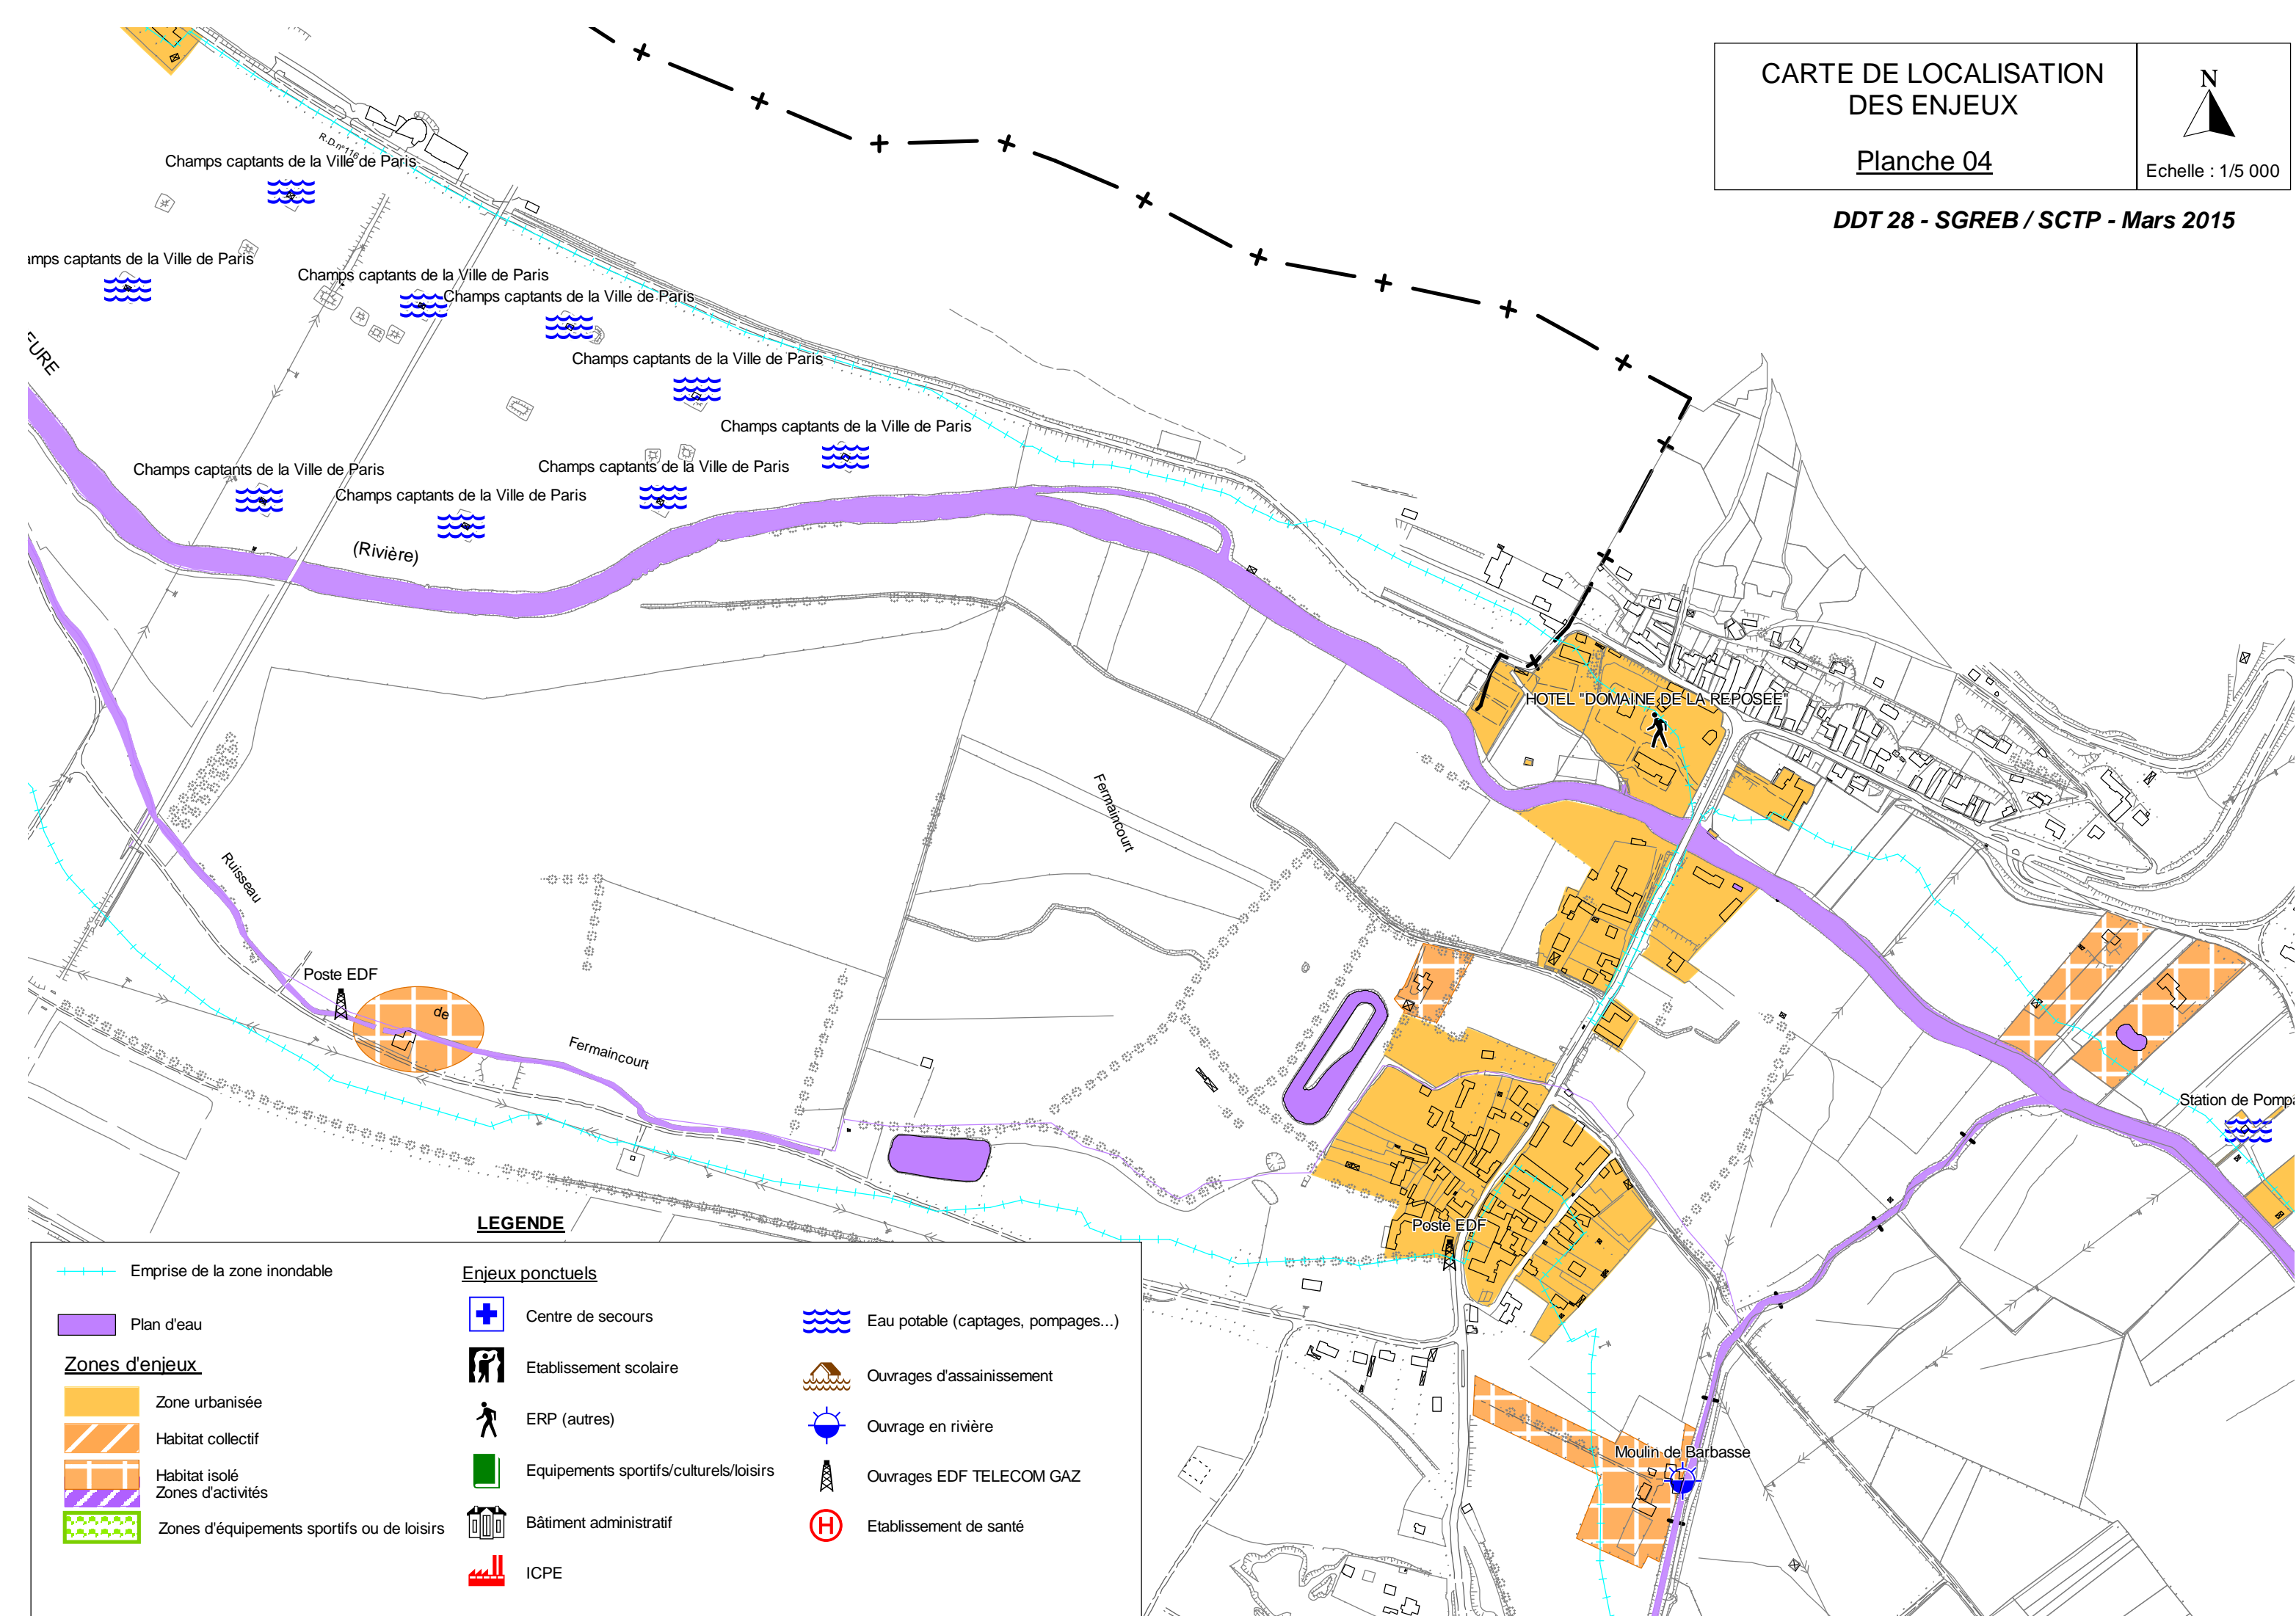 CARTE DE LOCALISATION
DES ENJEUX
Planche 04
N
Echelle : 1/5 000
DDT 28 - SGREB / SCTP - Mars 2015
R.D.n°116
Champs captants de la Ville de Paris
amps captants de la Ville de Paris
Champs captants de la Ville de Paris
Champs captants de la Ville de Paris
Champs captants de la Ville de Paris
Champs captants de la Ville de Paris
Champs captants de la Ville de Paris
Champs captants de la Ville de Paris
Champs captants de la Ville de Paris
EURE
(Rivière)
HOTEL "DOMAINE DE LA REPOSEE"
Fermaincourt
Ruisseau
Poste EDF
de
Fermaincourt
Station de Pompa
Poste EDF
Moulin de Barbasse
LEGENDE
Emprise de la zone inondable
Plan d'eau
Zones d'enjeux
Zone urbanisée
Habitat collectif
Habitat isolé
Zones d'activités
Zones d'équipements sportifs ou de loisirs
Enjeux ponctuels
Centre de secours
Etablissement scolaire
ERP (autres)
Equipements sportifs/culturels/loisirs
Bâtiment administratif
ICPE
Eau potable (captages, pompages...)
Ouvrages d'assainissement
Ouvrage en rivière
Ouvrages EDF TELECOM GAZ
H
Etablissement de santé